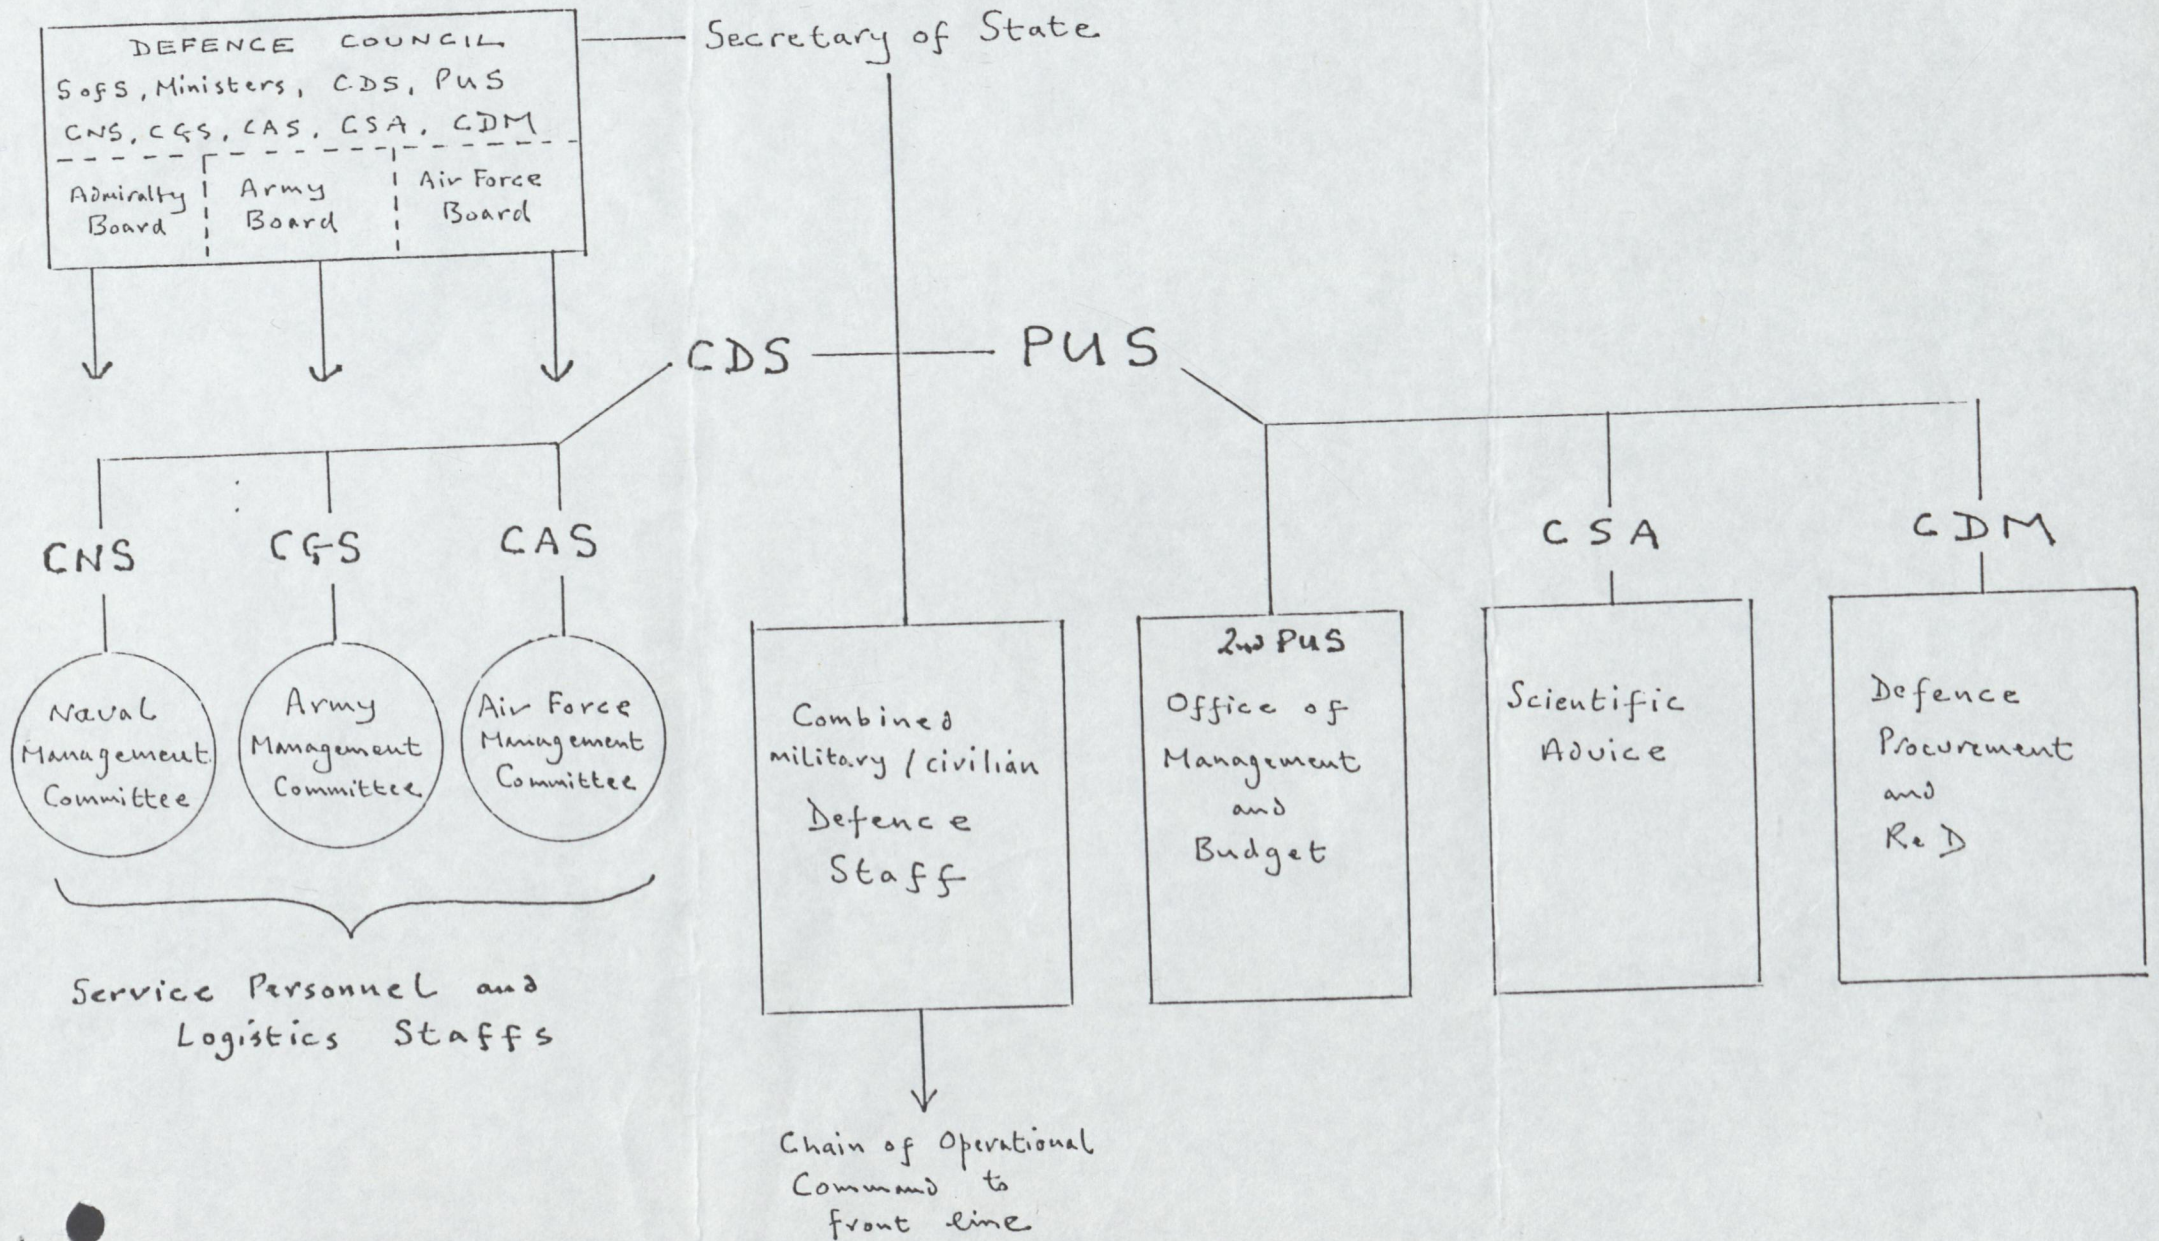 DEFENCE COUNCIL
SofS, Ministers, CDS, PUS
CNS, CGS, CAS, CSA, CDM
Admiralty
Board
Army
Board
Air Force
Board
Secretary of State
CDS
PUS
CNS
CGS
CAS
CSA
CDM
Naval
Management
Committee
Army
Management
Committee
Air Force
Management
Committee
Service Personnel and
Logistics Staffs
Combined
military / civilian
Defence
Staff
Chain of Operational
Command to
front line
2nd PUS
Office of
Management
and
Budget
Scientific
Advice
Defence
Procurement
and
R&D